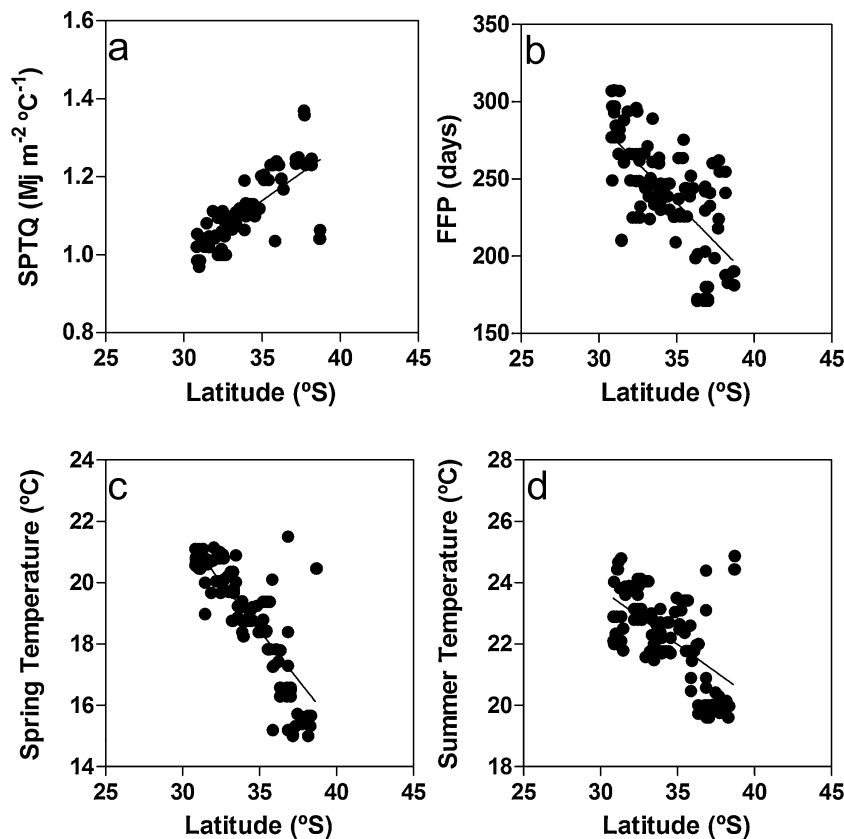 a
SPTQ (Mj m-2 ºC-1)
1.6
1.4
1.2
1.0
0.8
25 30 35 40 45
Latitude (ºS)
b
FFP (days)
350
300
250
200
150
25 30 35 40 45
Latitude (ºS)
c
Spring Temperature (ºC)
24
22
20
18
16
14
25 30 35 40 45
Latitude (ºS)
d
Summer Temperature (ºC)
28
26
24
22
20
18
25 30 35 40 45
Latitude (ºS)